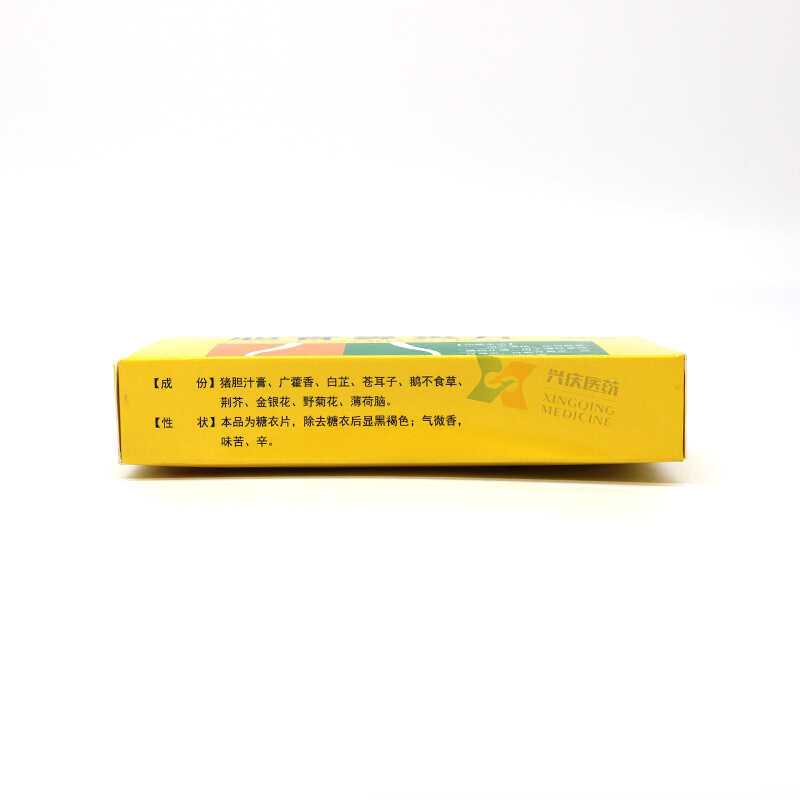 【成 份】猪胆汁膏、广藿香、白芷、苍耳子、鹅不食草、
荆芥、金银花、野菊花、薄荷脑。
【性 状】本品为糖衣片，除去糖衣后显黑褐色；气微香，
味苦、辛。
兴庆医药
XINGQING
MEDICINE